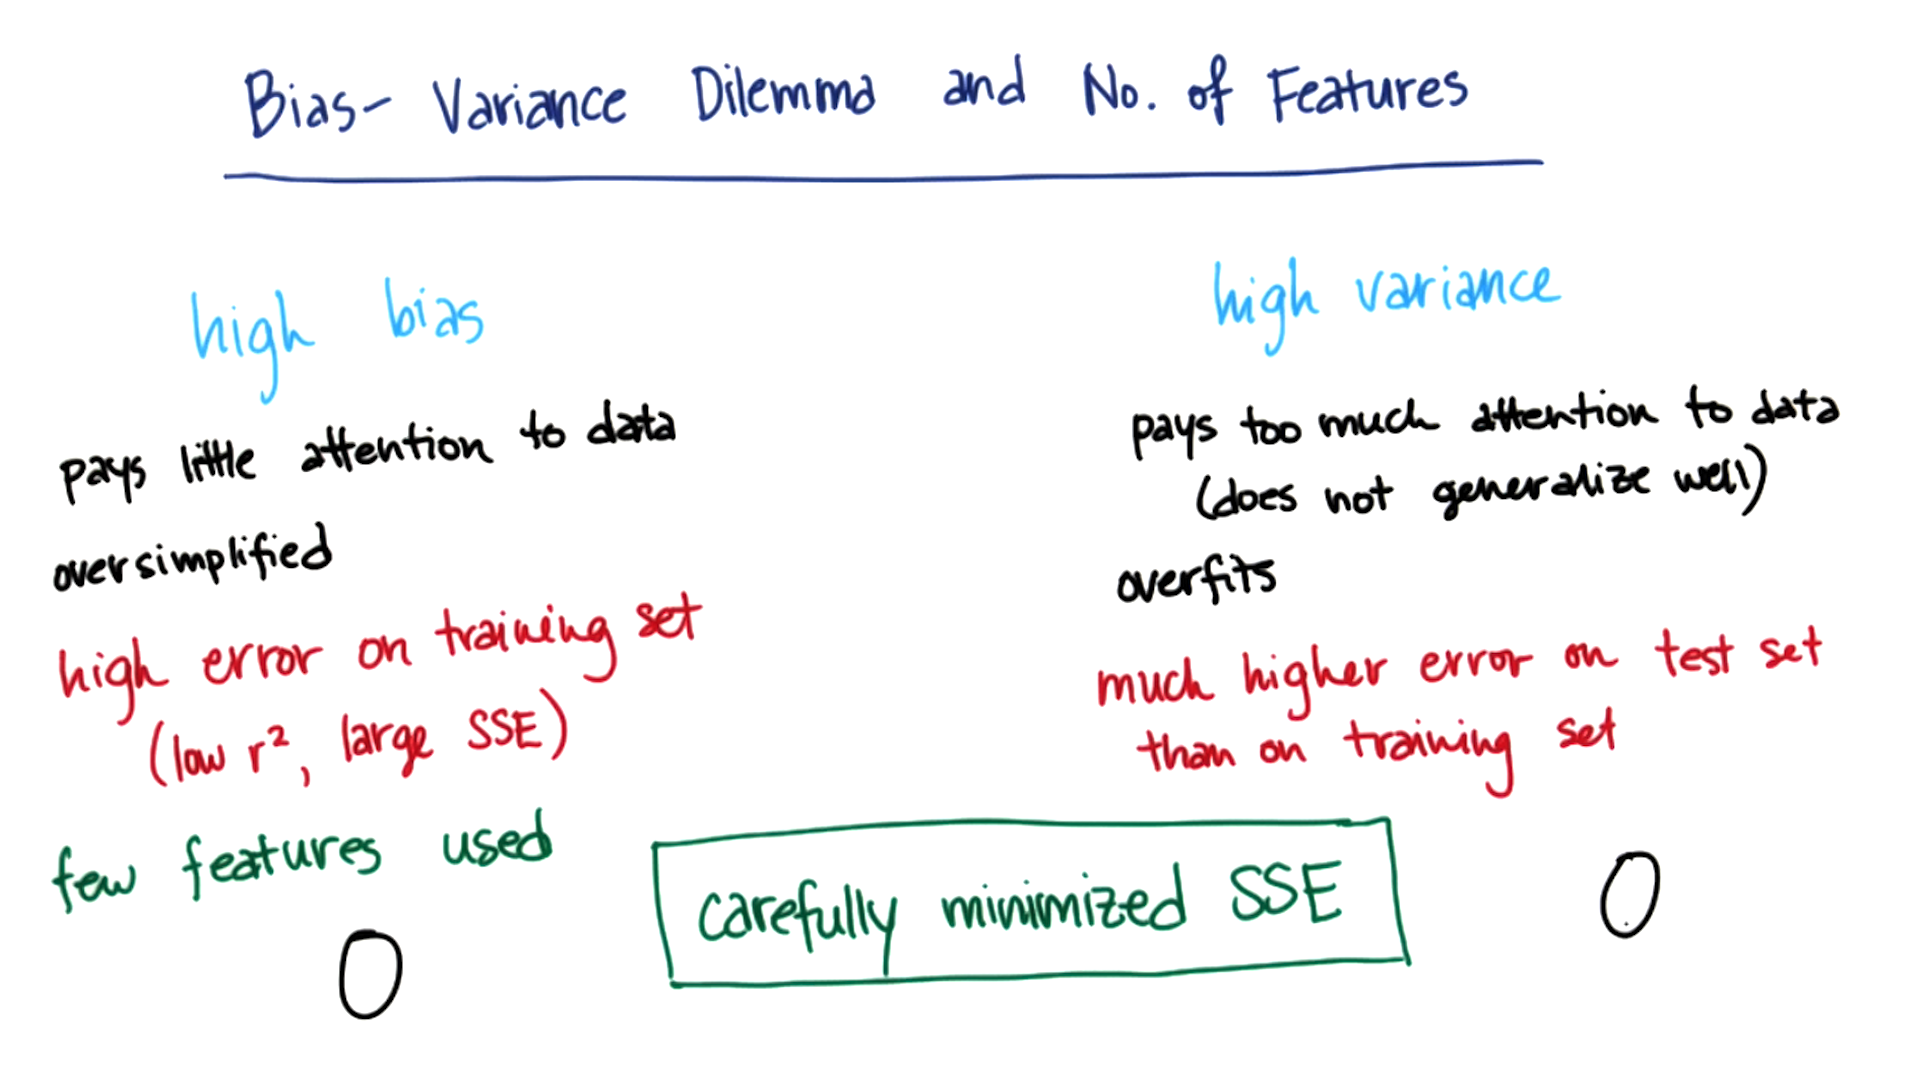 Bias-Variance Dilemma and No. of Features
high bias
pays little attention to data
oversimplified
high error on training set
(low r², large SSE)
few features used
high variance
pays too much attention to data
(does not generalize well)
overfits
much higher error on test set
than on training set
carefully minimized SSE